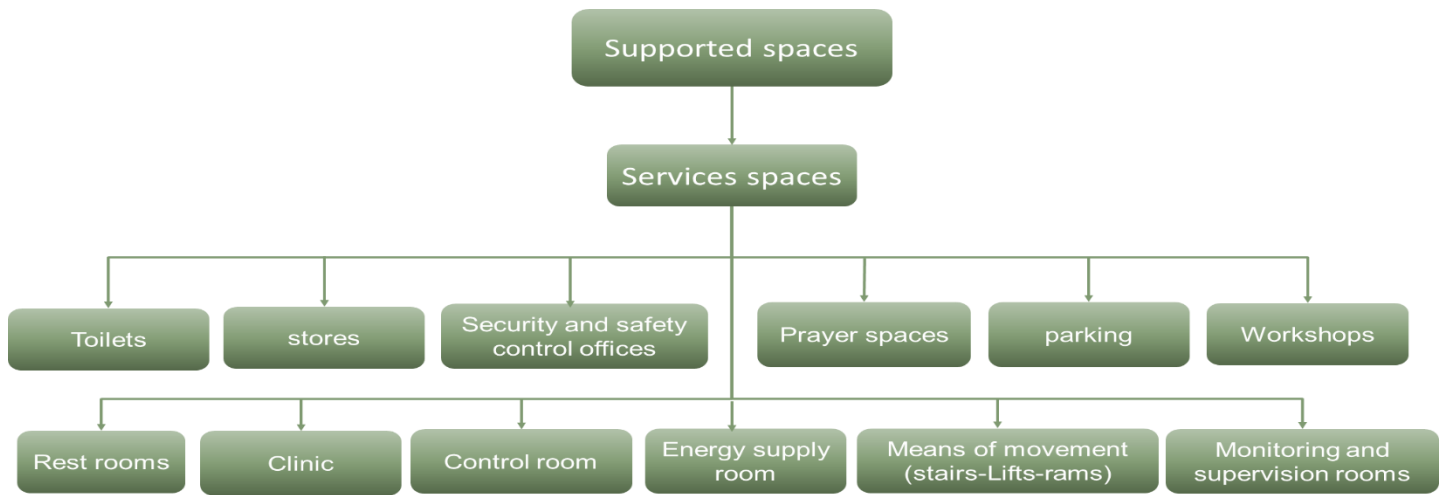 Supported spaces
Services spaces
Toilets
stores
Security and safety
control offices
Prayer spaces
parking
Workshops
Rest rooms
Clinic
Control room
Energy supply
room
Means of movement
(stairs-Lifts-rams)
Monitoring and
supervision rooms